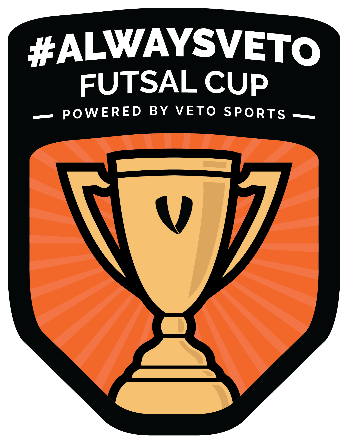 #ALWAYSVETO
FUTSAL CUP
POWERED BY VETO SPORTS